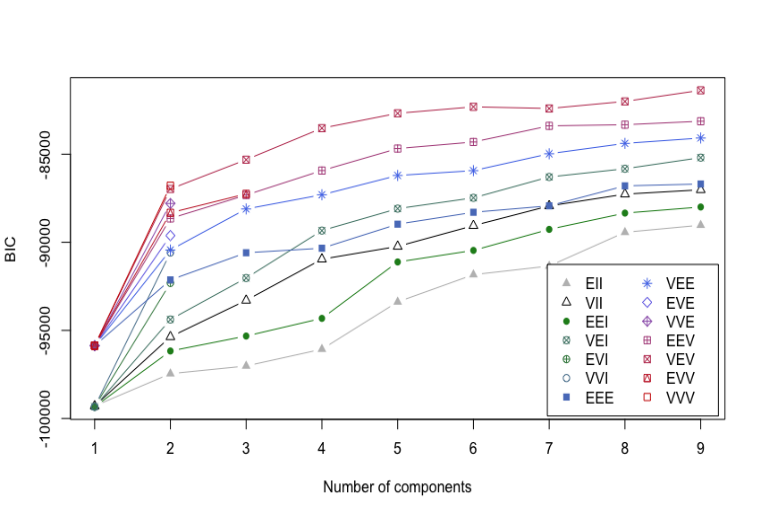 BIC
-85000
-90000
-95000
-100000
EII
VII
EEI
VEI
EVI
VVI
EEE
VEE
EVE
VVE
EEV
VEV
EVV
VVV
1 2 3 4 5 6 7 8 9
Number of components